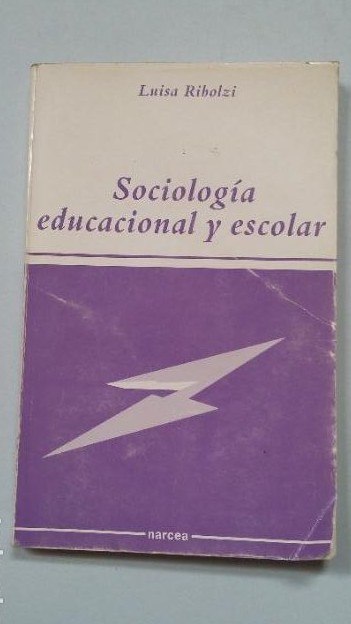 Luisa Ribolzi
Sociología
educacional y escolar
narcea